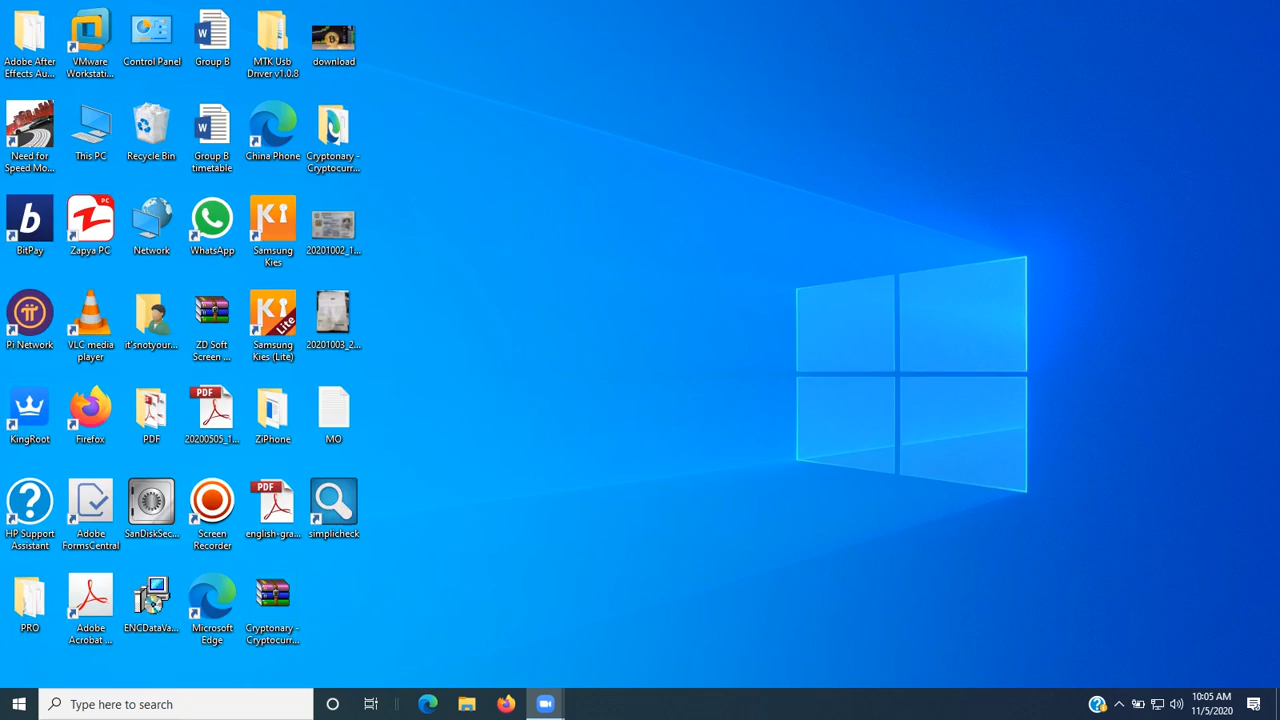 Adobe After
Effects Au...
VMware
Workstati...
Control Panel
W
Group B
MTK Usb
Driver v1.0.8
download
Need for
Speed Mo...
This PC
Recycle Bin
W
Group B
timetable
China Phone
Cryptonary -
Cryptocurr...
b
BitPay
PC
Zapya PC
Network
WhatsApp
K
Samsung
Kies
20201002_1...
Pi Network
VLC media
player
it'snotyour...
ZD Soft
Screen ...
K
Lite
Samsung
Kies (Lite)
20201003_2...
KingRoot
Firefox
PDF
PDF
20200505_1...
ZiPhone
MO
?
HP Support
Assistant
Adobe
FormsCentral
SanDiskSec...
Screen
Recorder
PDF
english-gra...
simplicheck
PRO
Adobe
Acrobat ...
ENCDataVa...
Microsoft
Edge
Cryptonary -
Cryptocurr...
Type here to search
10:05 AM
11/5/2020